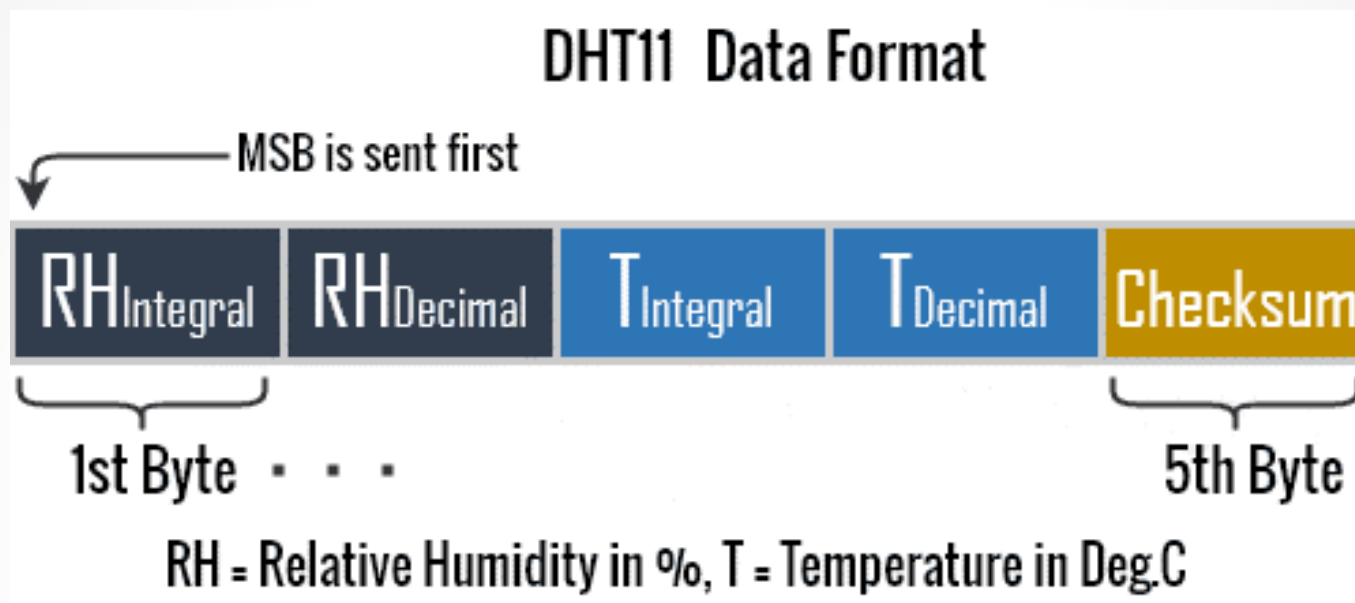 DHT11 Data Format
MSB is sent first
RHIntegral RHDecimal TIntegral TDecimal Checksum
1st Byte . . . 5th Byte
RH = Relative Humidity in %, T = Temperature in Deg.C